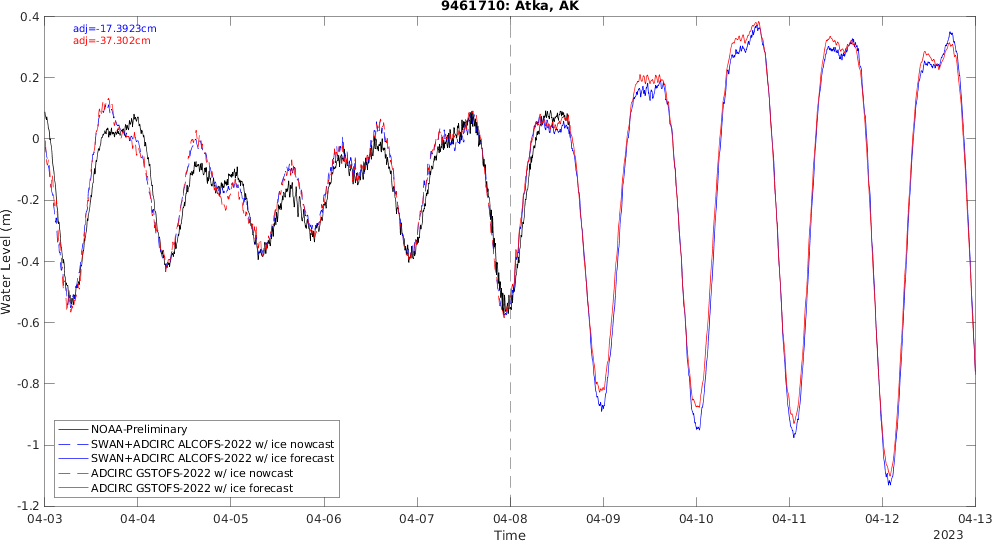 9461710: Atka, AK
adj=-17.3923cm
adj=-37.302cm
0.4
0.2
0
-0.2
-0.4
-0.6
-0.8
-1
-1.2
Water Level (m)
NOAA-Preliminary
SWAN+ADCIRC ALCOFS-2022 w/ ice nowcast
SWAN+ADCIRC ALCOFS-2022 w/ ice forecast
ADCIRC GSTOFS-2022 w/ ice nowcast
ADCIRC GSTOFS-2022 w/ ice forecast
04-03 04-04 04-05 04-06 04-07 04-08 04-09 04-10 04-11 04-12 04-13
Time
2023